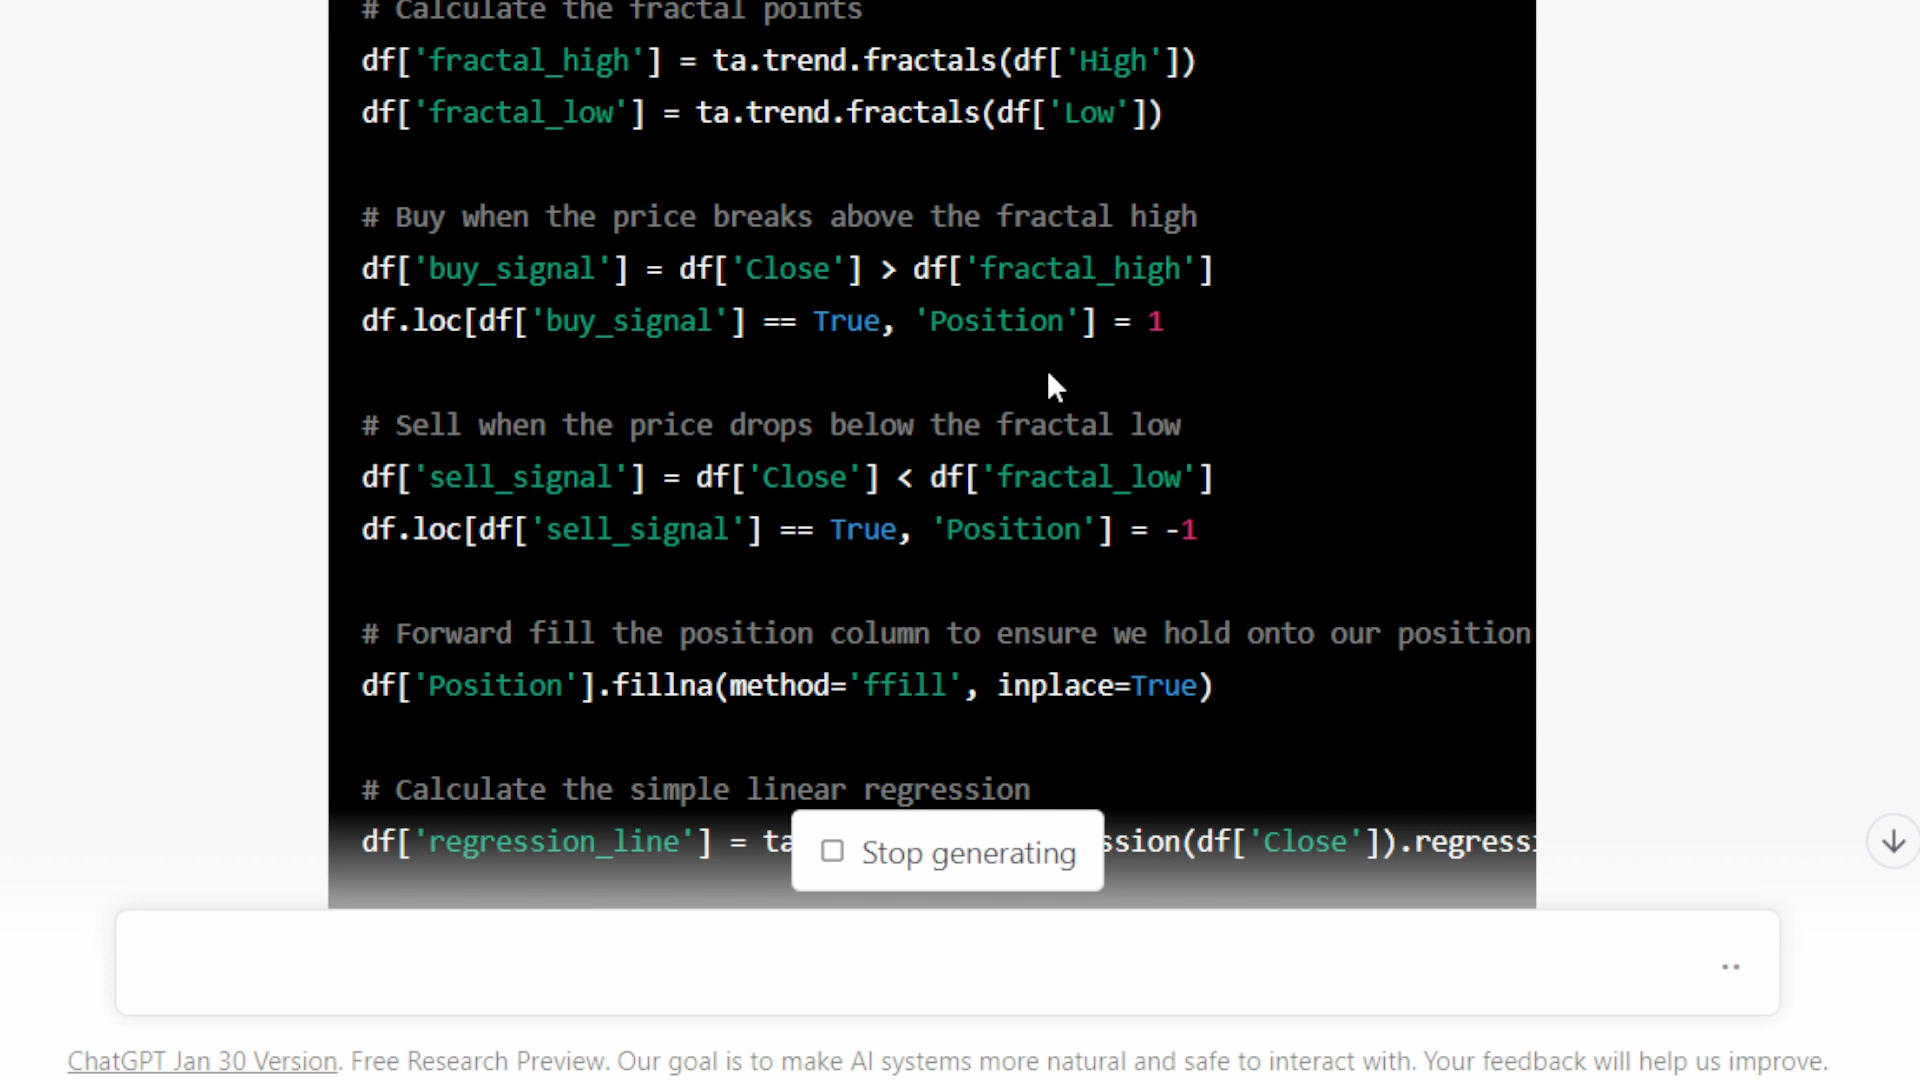 # Calculate the fractal points
df['fractal_high'] = ta.trend.fractals(df['High'])
df['fractal_low'] = ta.trend.fractals(df['Low'])
# Buy when the price breaks above the fractal high
df['buy_signal'] = df['Close'] > df['fractal_high']
df.loc[df['buy_signal'] == True, 'Position'] = 1
# Sell when the price drops below the fractal low
df['sell_signal'] = df['Close'] < df['fractal_low']
df.loc[df['sell_signal'] == True, 'Position'] = -1
# Forward fill the position column to ensure we hold onto our position
df['Position'].fillna(method='ffill', inplace=True)
# Calculate the simple linear regression
df['regression_line'] = ta ssion(df['Close']).regressi
Stop generating
ChatGPT Jan 30 Version. Free Research Preview. Our goal is to make AI systems more natural and safe to interact with. Your feedback will help us improve.